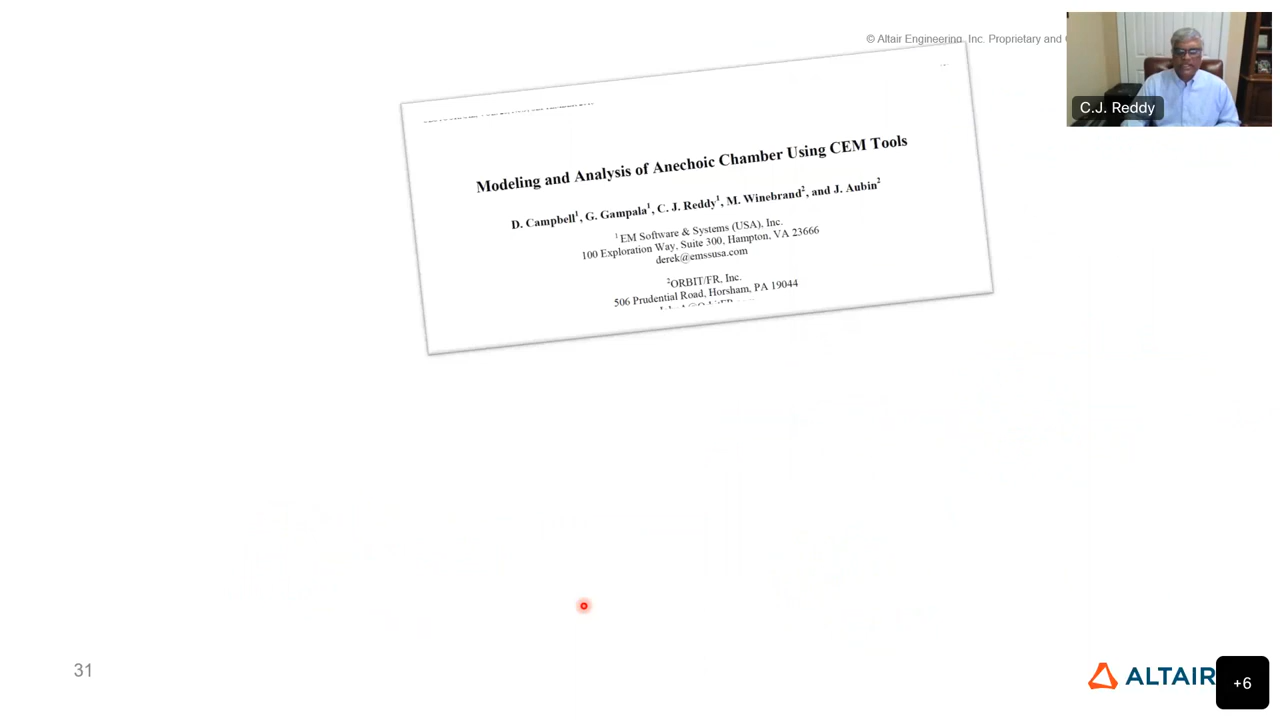 © Altair Engineering, Inc. Proprietary and
C.J. Reddy
Modeling and Analysis of Anechoic Chamber Using CEM Tools
D. Campbell1, G. Gampala1, C. J. Reddy1, M. Winebrand2, and J. Aubin2
1 EM Software & Systems (USA), Inc.
100 Exploration Way, Suite 300, Hampton, VA 23666
derek@emssusa.com
2ORBIT/FR, Inc.
506 Prudential Road, Horsham, PA 19044
31
ALTAIR
+6